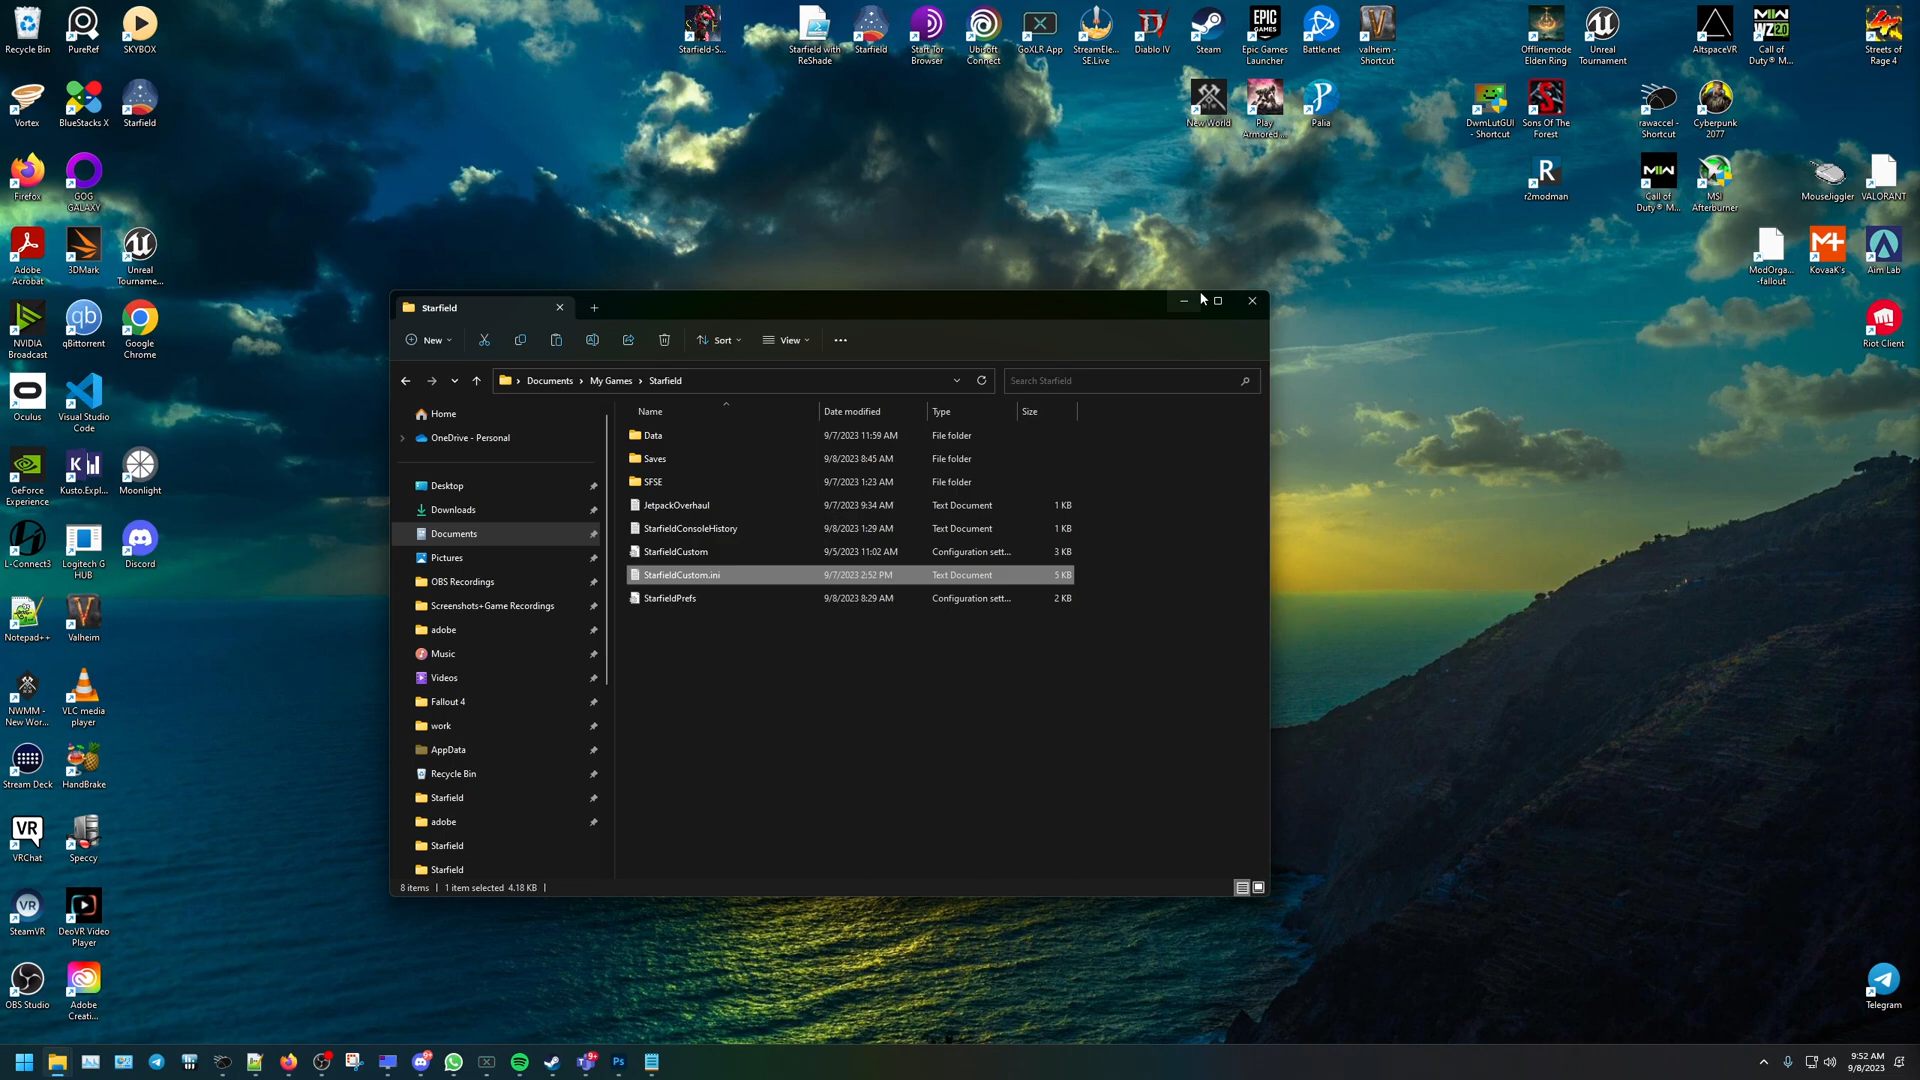 Recycle Bin
PureRef
SKYBOX
Starfield-S...
Starfield with
ReShade
Starfield
Start Tor
Browser
Ubisoft
Connect
GoXLR App
StreamEle...
SE.Live
Diablo IV
Steam
Epic Games
Launcher
Battle.net
valheim -
Shortcut
Offlinemode
Elden Ring
Unreal
Tournament
AltspaceVR
Call of
Duty® M...
Streets of
Rage 4
Vortex
BlueStacks X
Starfield
New World
Play
Armored...
Palia
DwmLutGUI
- Shortcut
Sons Of The
Forest
rawaccel -
Shortcut
Cyberpunk
2077
Firefox
GOG
GALAXY
r2modman
Call of
Duty® M...
MSI
Afterburner
MouseJiggler
VALORANT
Adobe
Acrobat
3DMark
Unreal
Tourname...
ModOrga...
-fallout
KovaaK's
Aim Lab
NVIDIA
Broadcast
qBittorrent
Google
Chrome
Riot Client
Oculus
Visual Studio
Code
GeForce
Experience
Kusto.Expl...
Moonlight
L-Connect3
Logitech G
HUB
Discord
Notepad++
Valheim
NWMM -
New Wor...
VLC media
player
Stream Deck
HandBrake
VRChat
Speccy
SteamVR
DeoVR Video
Player
OBS Studio
Adobe
Creati...
Telegram
Starfield
New
Sort
View
Documents > My Games > Starfield
Search Starfield
Home
OneDrive - Personal
Desktop
Downloads
Documents
Pictures
OBS Recordings
Screenshots+Game Recordings
adobe
Music
Videos
Fallout 4
work
AppData
Recycle Bin
Starfield
adobe
Starfield
Starfield
Name Date modified Type Size
Data 9/7/2023 11:59 AM File folder
Saves 9/8/2023 8:45 AM File folder
SFSE 9/7/2023 1:23 AM File folder
JetpackOverhaul 9/7/2023 9:34 AM Text Document 1 KB
StarfieldConsoleHistory 9/8/2023 1:29 AM Text Document 1 KB
StarfieldCustom 9/5/2023 11:02 AM Configuration sett... 3 KB
StarfieldCustom.ini 9/7/2023 2:52 PM Text Document 5 KB
StarfieldPrefs 9/8/2023 8:29 AM Configuration sett... 2 KB
8 items | 1 item selected 4.18 KB |
9:52 AM
9/8/2023